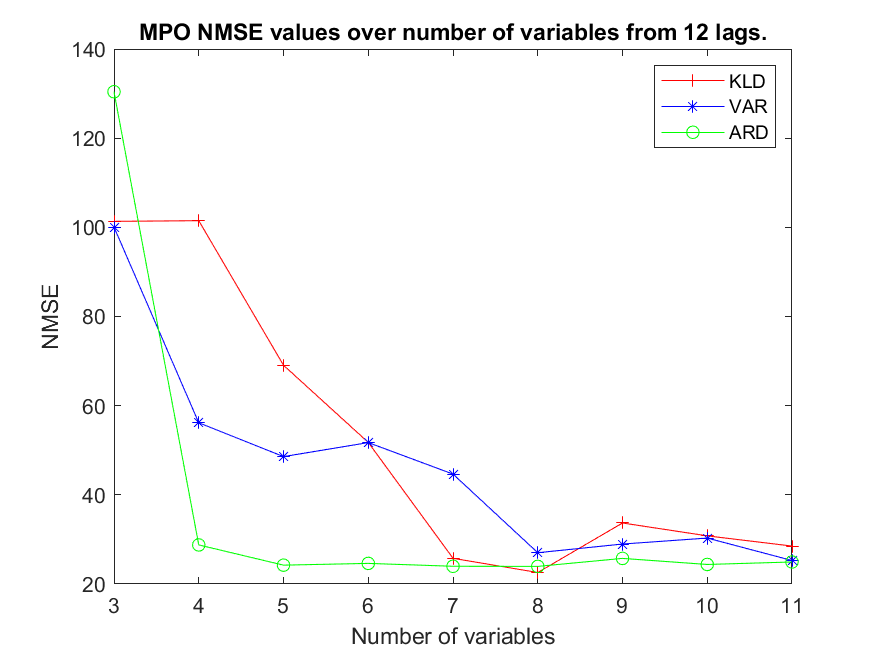 MPO NMSE values over number of variables from 12 lags.
140
120
100
80
60
40
20
NMSE
KLD
VAR
ARD
3 4 5 6 7 8 9 10 11
Number of variables